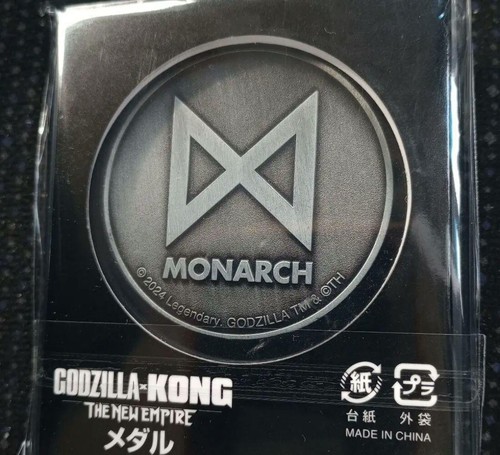 MONARCH
© 2024 Legendary. GODZILLA TM & ©TH
GODZILLA × KONG
THE NEW EMPIRE
メダル
紙
プラ
台紙 外袋
MADE IN CHINA